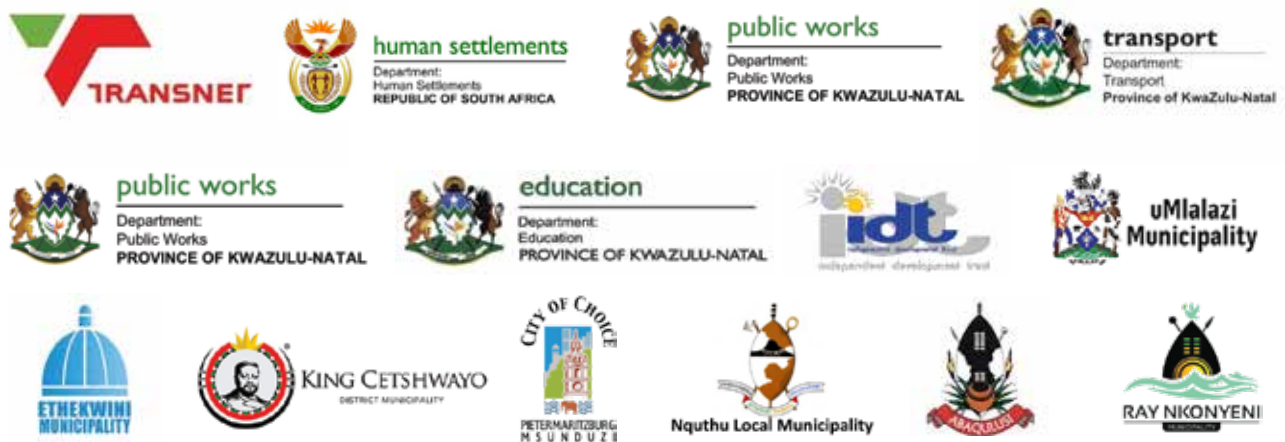 TRANSNET
human settlements
Department:
Human Settlements
REPUBLIC OF SOUTH AFRICA
public works
Department:
Public Works
PROVINCE OF KWAZULU-NATAL
transport
Department:
Transport
Province of KwaZulu-Natal
public works
Department:
Public Works
PROVINCE OF KWAZULU-NATAL
education
Department:
Education
PROVINCE OF KWAZULU-NATAL
idt
independent development trust
uMlalazi
Municipality
ETHEKWINI
MUNICIPALITY
KING CETSHWAYO
DISTRICT MUNICIPALITY
CITY OF CHOICE
PIETERMARITZBURG
MSUNDUZI
Nquthu Local Municipality
ABAQULUSI
RAY NKONYENI
MUNICIPALITY